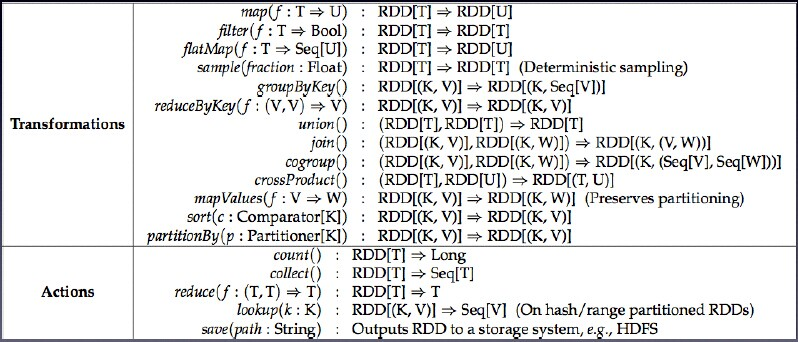 map(f : T ⇒ U) : RDD[T] ⇒ RDD[U]
filter(f : T ⇒ Bool) : RDD[T] ⇒ RDD[T]
flatMap(f : T ⇒ Seq[U]) : RDD[T] ⇒ RDD[U]
sample(fraction : Float) : RDD[T] ⇒ RDD[T] (Deterministic sampling)
groupByKey() : RDD[(K, V)] ⇒ RDD[(K, Seq[V])]
reduceByKey(f : (V, V) ⇒ V) : RDD[(K, V)] ⇒ RDD[(K, V)]
Transformations union() : (RDD[T], RDD[T]) ⇒ RDD[T]
join() : (RDD[(K, V)], RDD[(K, W)]) ⇒ RDD[(K, (V, W))]
cogroup() : (RDD[(K, V)], RDD[(K, W)]) ⇒ RDD[(K, (Seq[V], Seq[W]))]
crossProduct() : (RDD[T], RDD[U]) ⇒ RDD[(T, U)]
mapValues(f : V ⇒ W) : RDD[(K, V)] ⇒ RDD[(K, W)] (Preserves partitioning)
sort(c : Comparator[K]) : RDD[(K, V)] ⇒ RDD[(K, V)]
partitionBy(p : Partitioner[K]) : RDD[(K, V)] ⇒ RDD[(K, V)]
count() : RDD[T] ⇒ Long
collect() : RDD[T] ⇒ Seq[T]
Actions reduce(f : (T, T) ⇒ T) : RDD[T] ⇒ T
lookup(k : K) : RDD[(K, V)] ⇒ Seq[V] (On hash/range partitioned RDDs)
save(path : String) : Outputs RDD to a storage system, e.g., HDFS